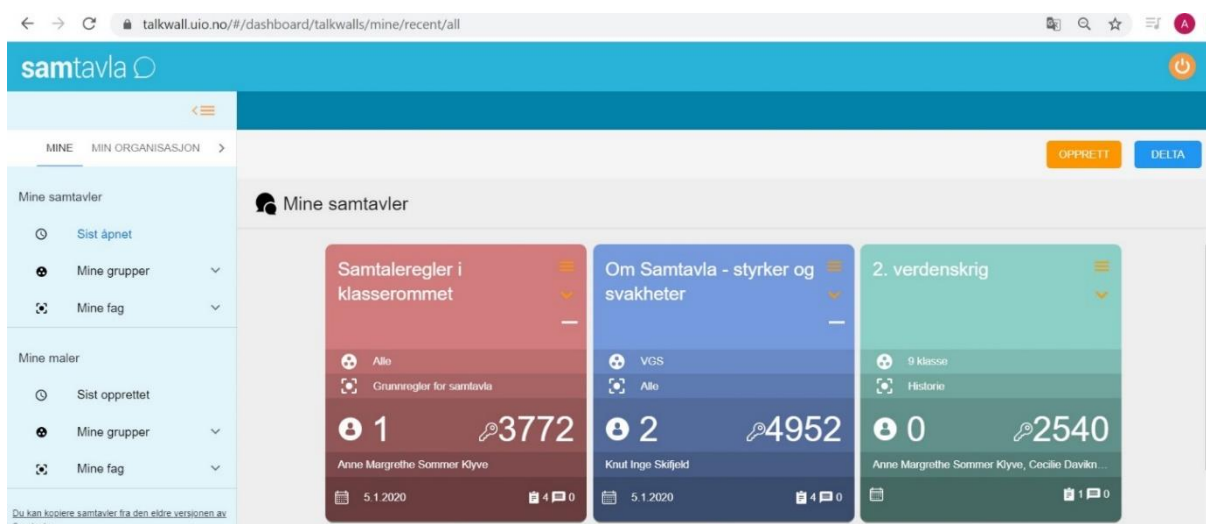 talkwall.uio.no/#/dashboard/talkwalls/mine/recent/all
A
samtavla
MINE MIN ORGANISASJON
OPPRETT DELTA
Mine samtavler
Sist åpnet
Mine grupper
Mine fag
Mine maler
Sist opprettet
Mine grupper
Mine fag
Du kan kopiere samtavler fra den eldre versjonen av
Mine samtavler
Samtaleregler i
klasserommet
Alle
Grunnregler for samtavla
1 3772
Anne Margrethe Sommer Klyve
5.1.2020 4 0
Om Samtavla - styrker og
svakheter
VGS
Alle
2 4952
Knut Inge Skifjeld
5.1.2020 4 0
2. verdenskrig
9 klasse
Historie
0 2540
Anne Margrethe Sommer Klyve, Cecilie Davikn...
1 0